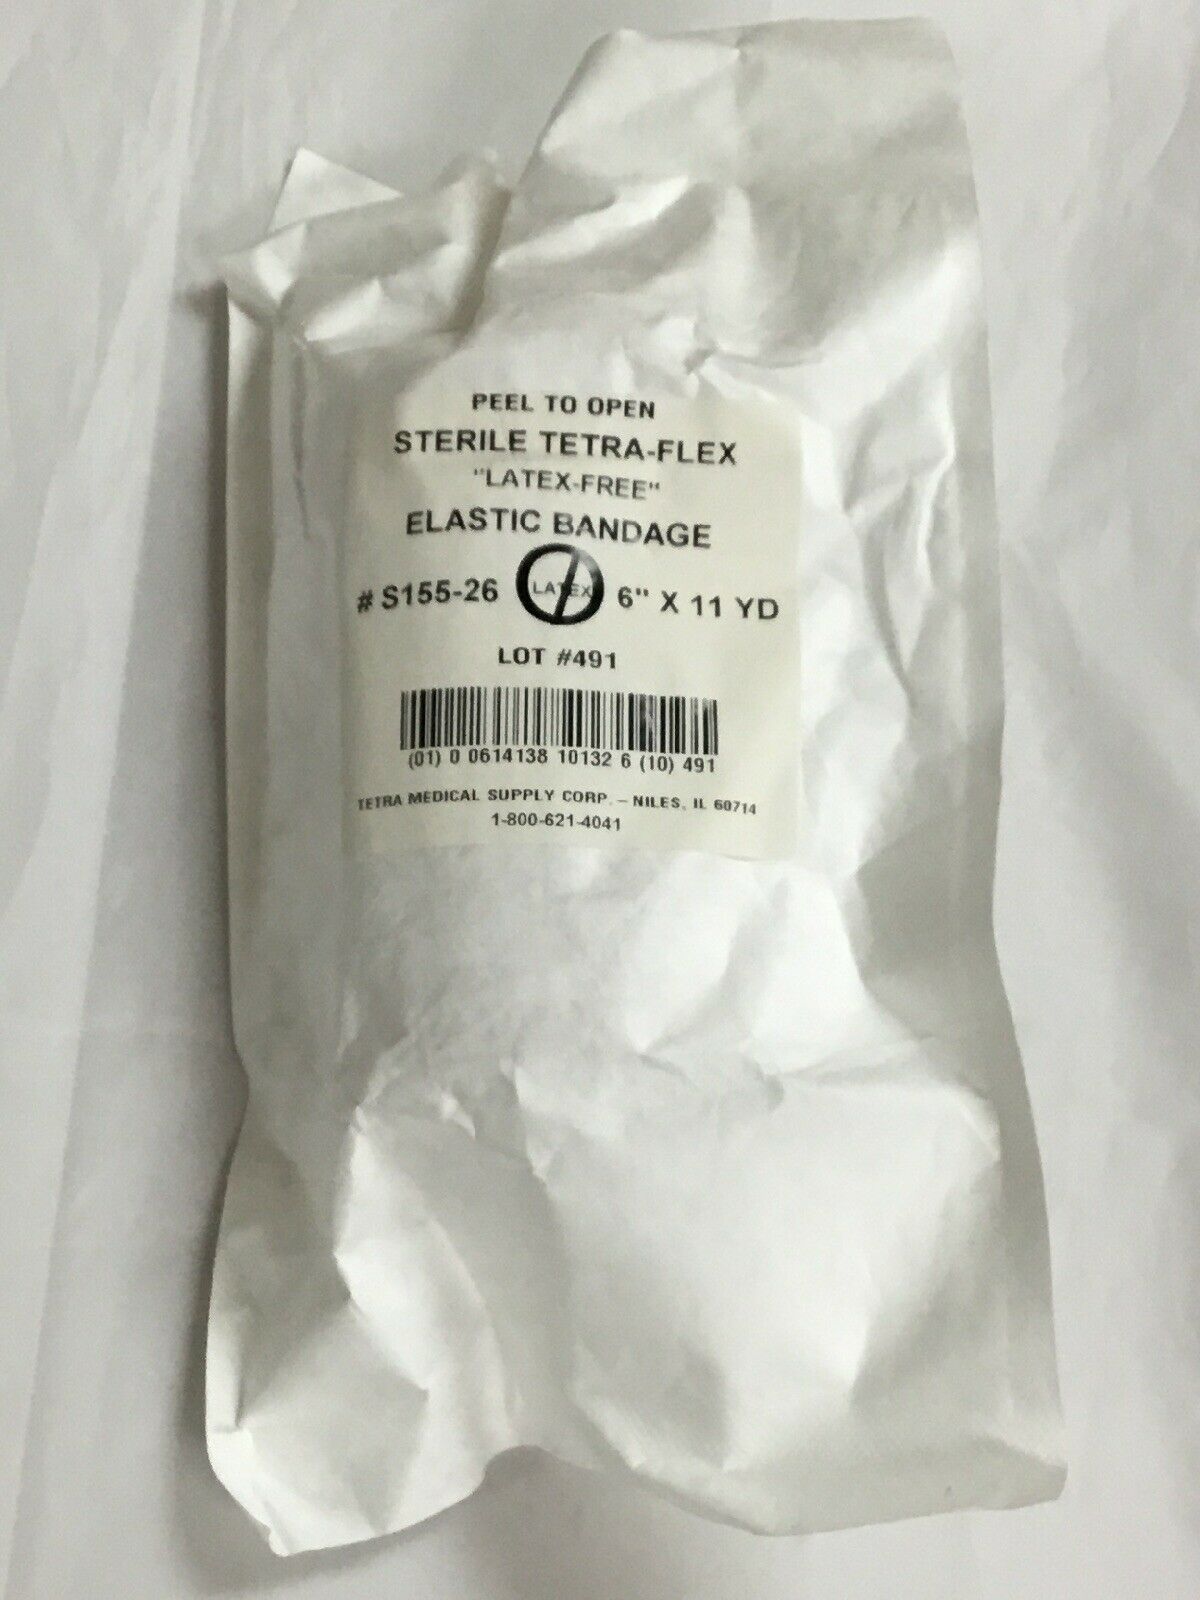 PEEL TO OPEN
STERILE TETRA-FLEX
"LATEX-FREE"
ELASTIC BANDAGE
# S155-26 LATEX 6" X 11 YD
LOT #491
(01) 0 0614138 10132 6 (10) 491
TETRA MEDICAL SUPPLY CORP. – NILES, IL 60714
1-800-621-4041